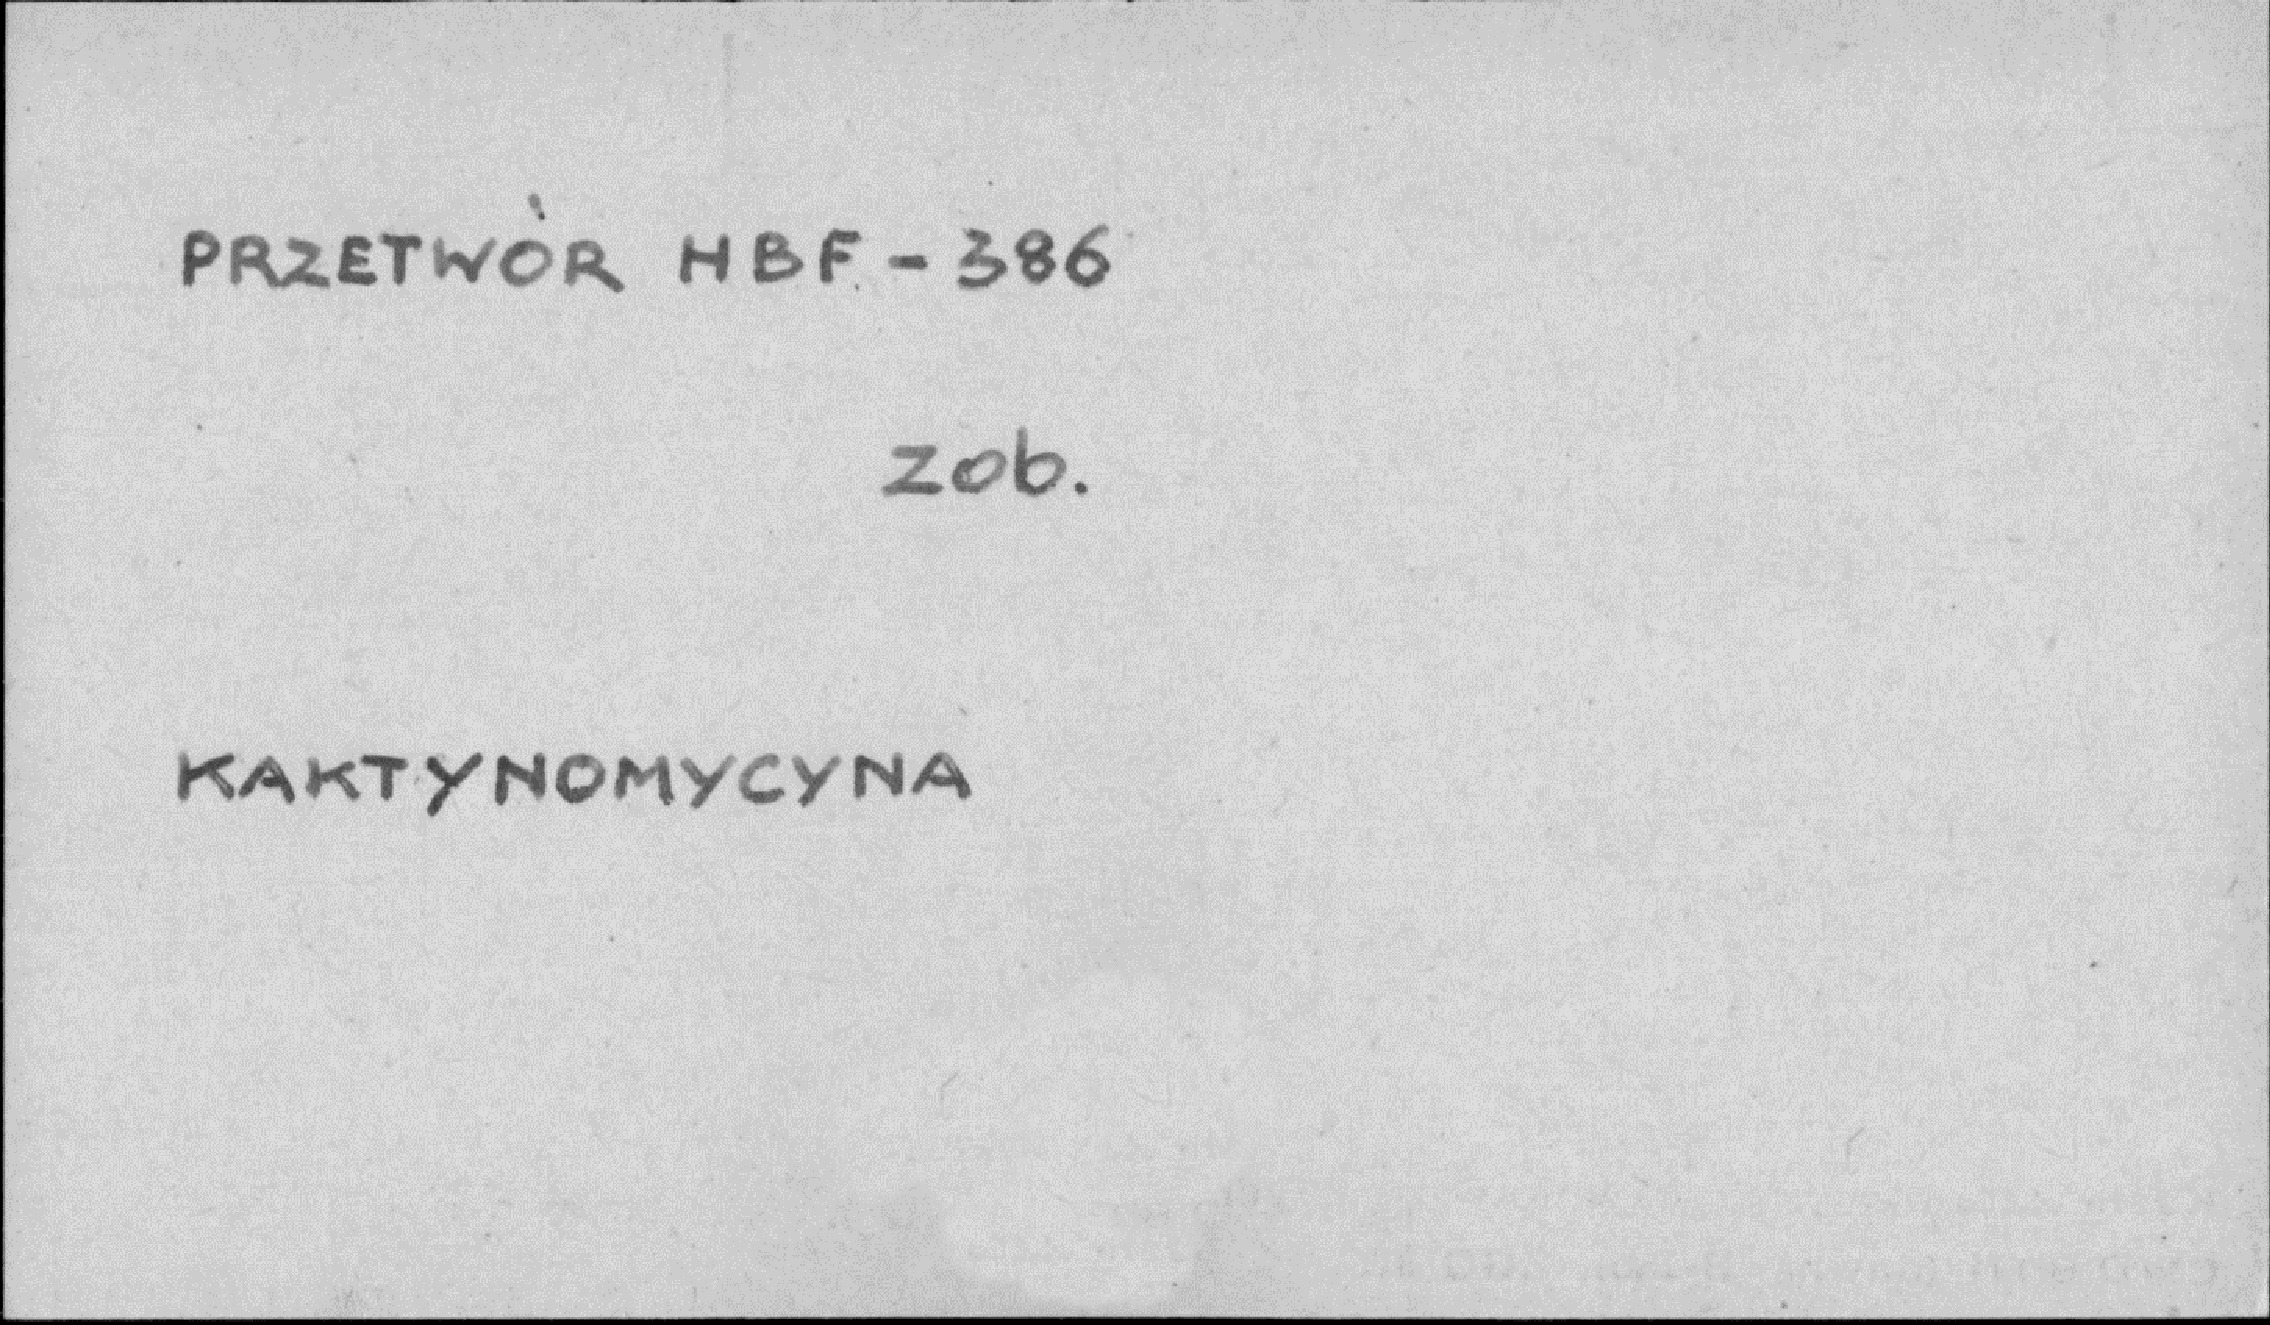 PRZETWÓR HBF - 386
zob.
KAKTYNOMYCYNA